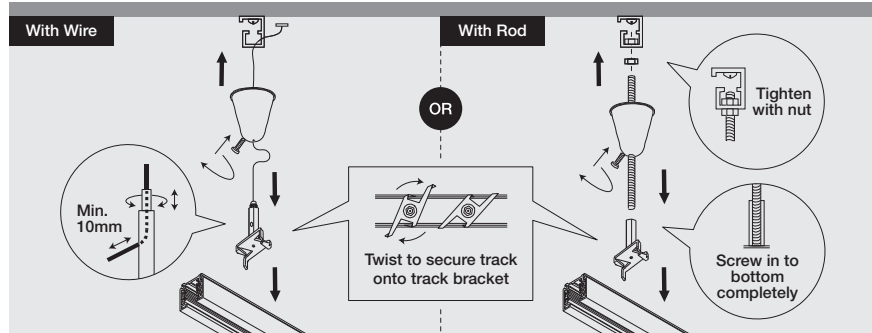 With Wire
With Rod
OR
Tighten
with nut
Min.
10mm
Twist to secure track
onto track bracket
Screw in to
bottom
completely